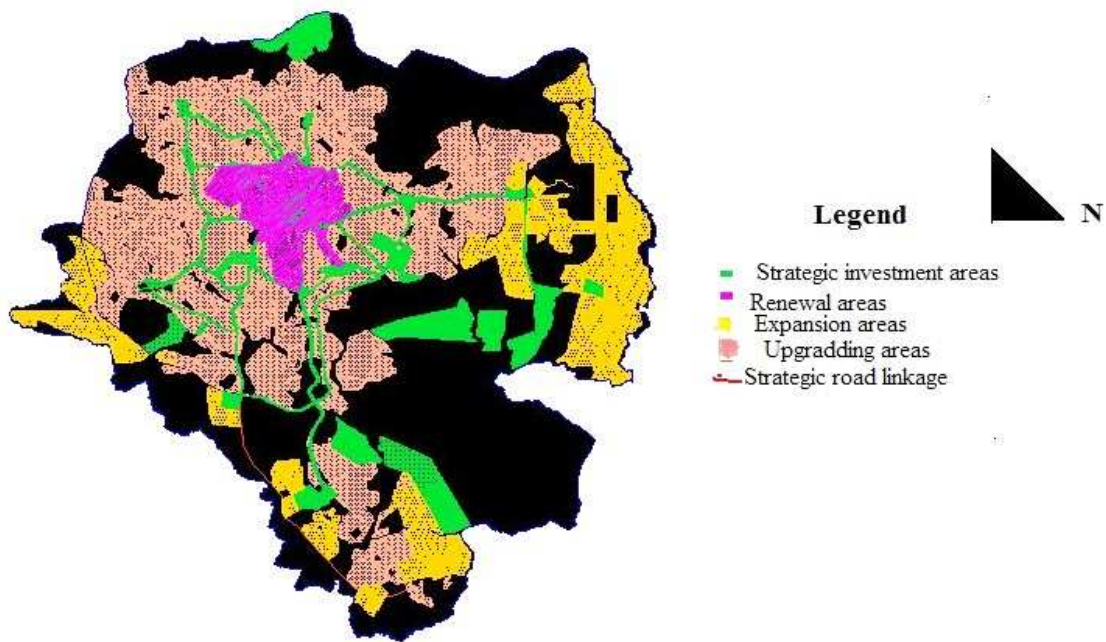 Legend
N
Strategic investment areas
Renewal areas
Expansion areas
Upgradding areas
Strategic road linkage